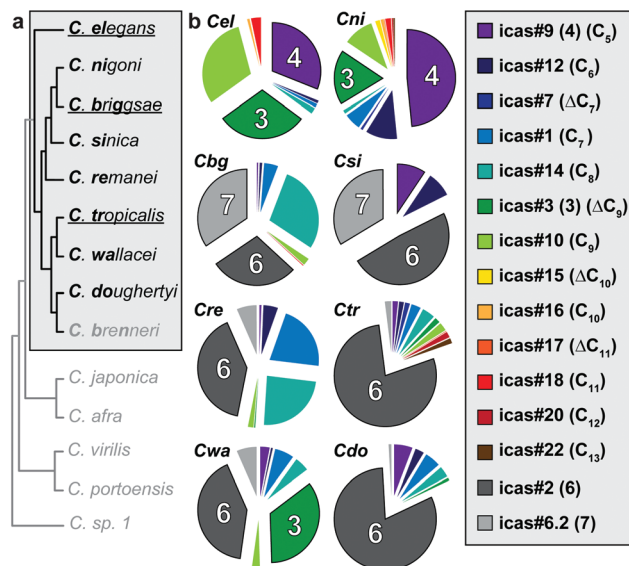 a
C. elegans
C. nigoni
C. briggsae
C. sinica
C. remanei
C. tropicalis
C. wallacei
C. doughertyi
C. brenneri
C. japonica
C. afra
C. virilis
C. portoensis
C. sp. 1
b
Cel
4
3
Cni
4
3
Cbg
7
6
Csi
7
6
Cre
6
Ctr
6
Cwa
6
3
Cdo
6
icas#9 (4) (C5)
icas#12 (C6)
icas#7 (ΔC7)
icas#1 (C7)
icas#14 (C8)
icas#3 (3) (ΔC9)
icas#10 (C9)
icas#15 (ΔC10)
icas#16 (C10)
icas#17 (ΔC11)
icas#18 (C11)
icas#20 (C12)
icas#22 (C13)
icas#2 (6)
icas#6.2 (7)